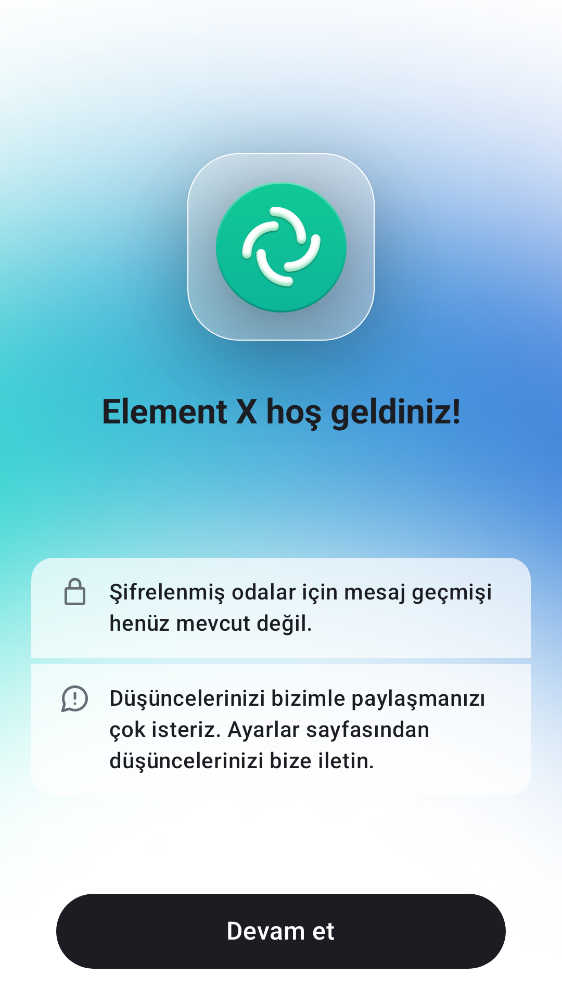 Element X hoş geldiniz!
Şifrelenmiş odalar için mesaj geçmişi
henüz mevcut değil.
Düşüncelerinizi bizimle paylaşmanızı
çok isteriz. Ayarlar sayfasından
düşüncelerinizi bize iletin.
Devam et